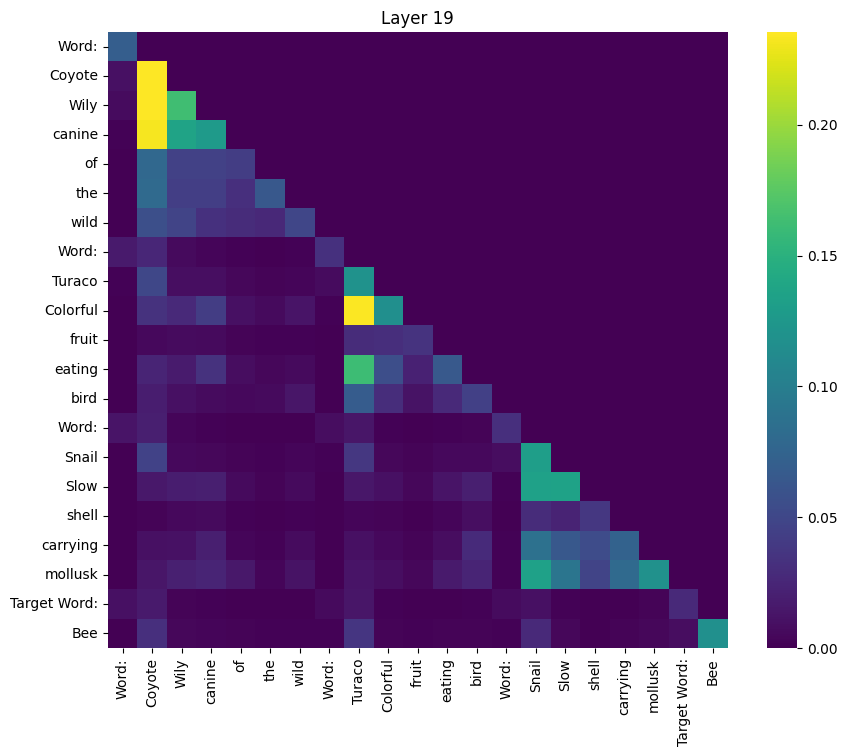 Layer 19
Word:
Coyote
Wily
canine
of
the
wild
Word:
Turaco
Colorful
fruit
eating
bird
Word:
Snail
Slow
shell
carrying
mollusk
Target Word:
Bee
0.20
0.15
0.10
0.05
0.00
Word:
Coyote
Wily
canine
of
the
wild
Word:
Turaco
Colorful
fruit
eating
bird
Word:
Snail
Slow
shell
carrying
mollusk
Target Word:
Bee